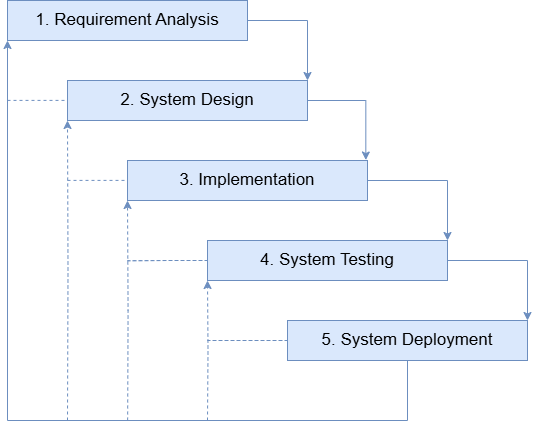 1. Requirement Analysis
2. System Design
3. Implementation
4. System Testing
5. System Deployment